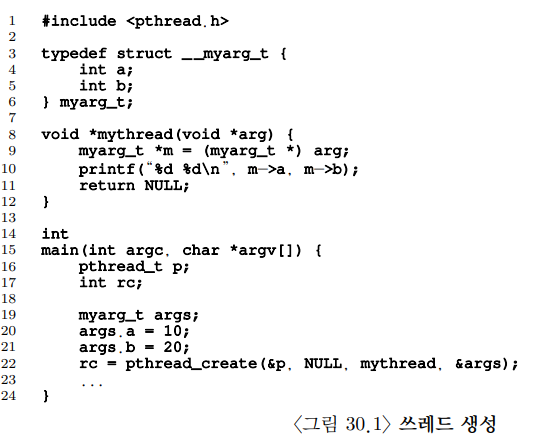 1 #include <pthread.h>
2
3 typedef struct __myarg_t {
4 int a;
5 int b;
6 } myarg_t;
7
8 void *mythread(void *arg) {
9 myarg_t *m = (myarg_t *) arg;
10 printf(“%d %d\n”, m−>a, m−>b);
11 return NULL;
12 }
13
14 int
15 main(int argc, char *argv[]) {
16 pthread_t p;
17 int rc;
18
19 myarg_t args;
20 args.a = 10;
21 args.b = 20;
22 rc = pthread_create(&p, NULL, mythread, &args);
23 ...
24 }
〈그림 30.1〉 쓰레드 생성